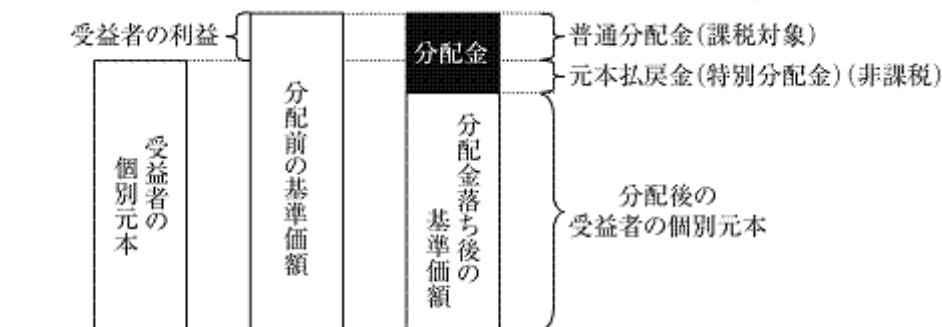 受益者の利益
分配金
普通分配金(課税対象)
元本払戻金(特別分配金)(非課税)
受益者の
個別元本
分配前の基準価額
分配金落ち後の
基準価額
分配後の
受益者の個別元本